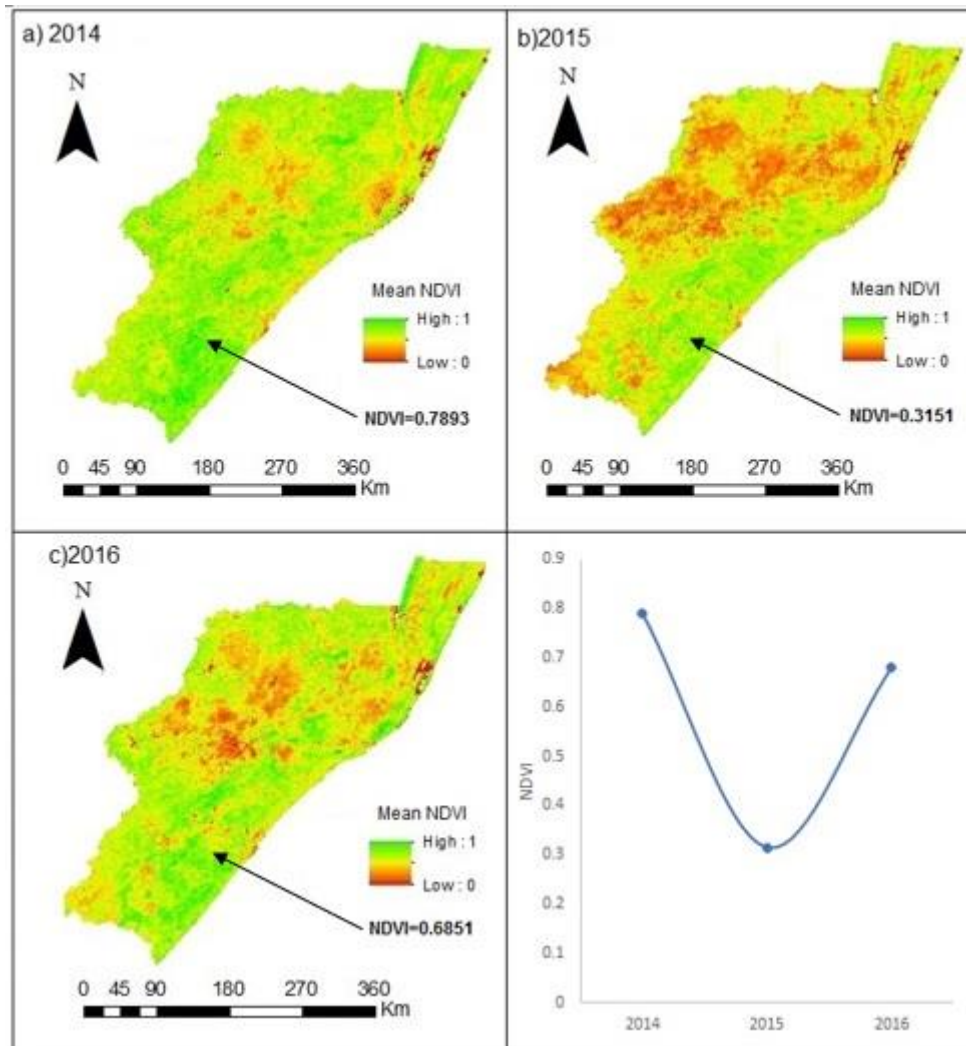 a) 2014
N
Mean NDVI
High : 1
Low : 0
NDVI=0.7893
0 45 90 180 270 360
Km
b)2015
N
Mean NDVI
High : 1
Low : 0
NDVI=0.3151
0 45 90 180 270 360
Km
c)2016
N
Mean NDVI
High : 1
Low : 0
NDVI=0.6851
0 45 90 180 270 360
Km
0.9
0.8
0.7
0.6
0.5
0.4
0.3
0.2
0.1
0
NDVI
2014 2015 2016